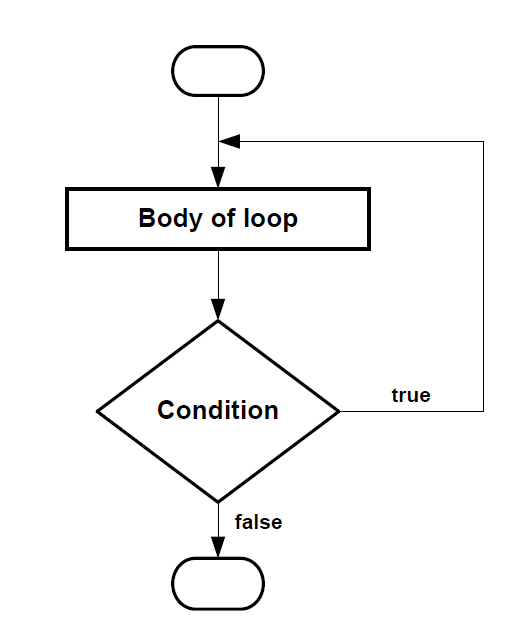 Body of loop
Condition
true
false